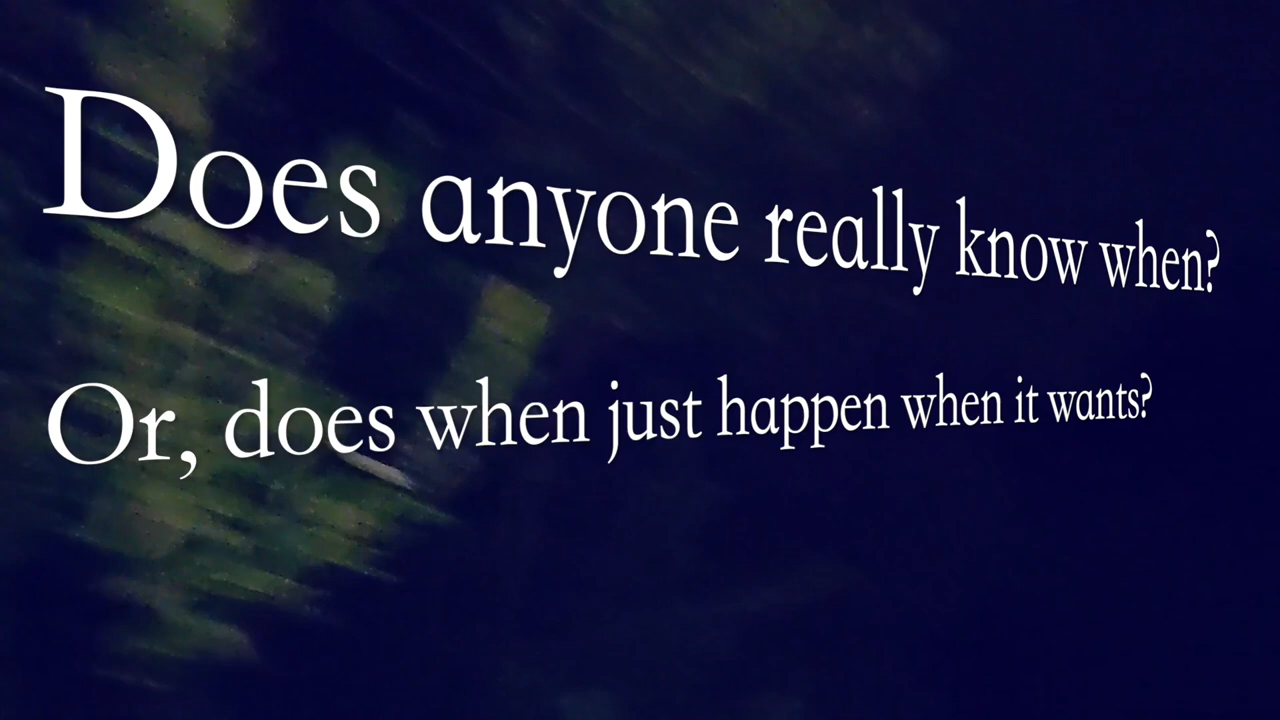 Does anyone really know when?
Or, does when just happen when it wants?